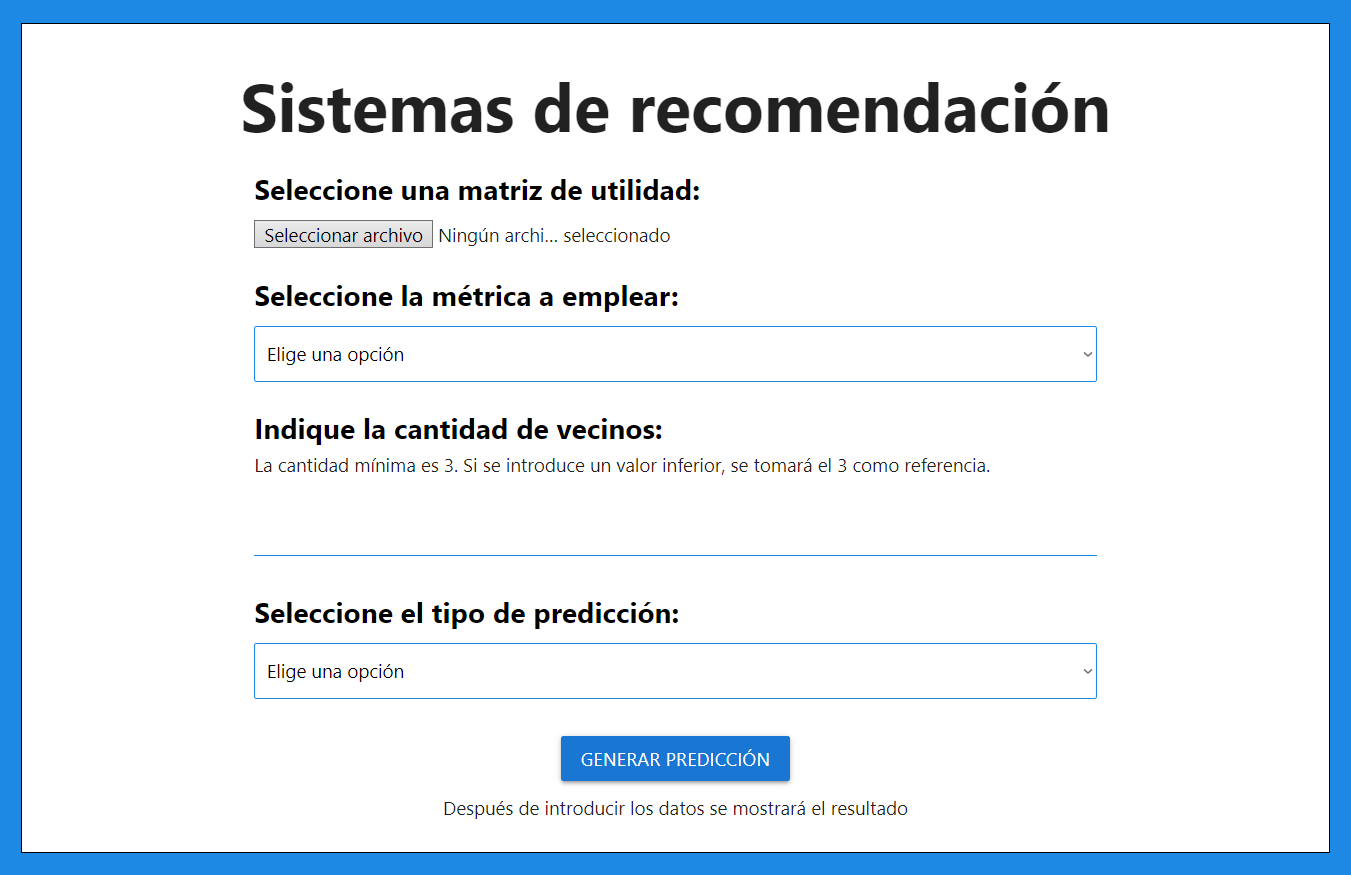 Sistemas de recomendación
Seleccione una matriz de utilidad:
Seleccionar archivo Ningún archi... seleccionado
Seleccione la métrica a emplear:
Elige una opción
Indique la cantidad de vecinos:
La cantidad mínima es 3. Si se introduce un valor inferior, se tomará el 3 como referencia.
Seleccione el tipo de predicción:
Elige una opción
GENERAR PREDICCIÓN
Después de introducir los datos se mostrará el resultado